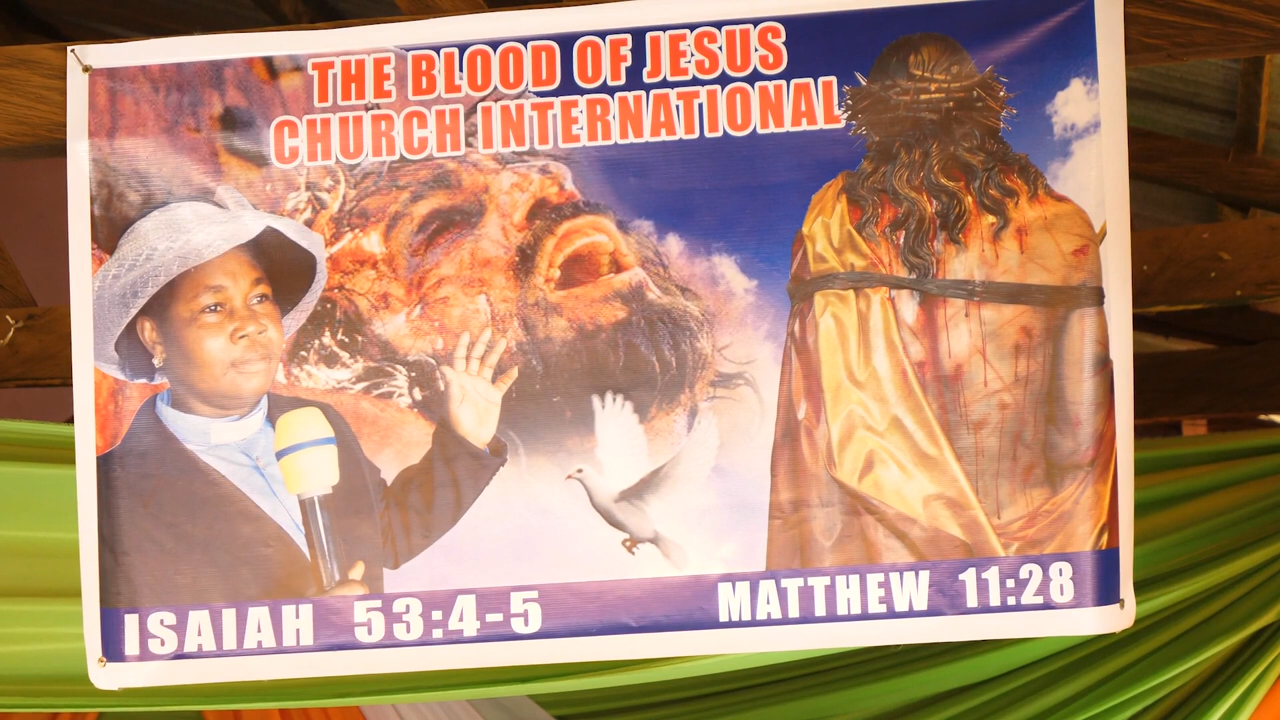 THE BLOOD OF JESUS
CHURCH INTERNATIONAL
ISAIAH 53:4-5
MATTHEW 11:28